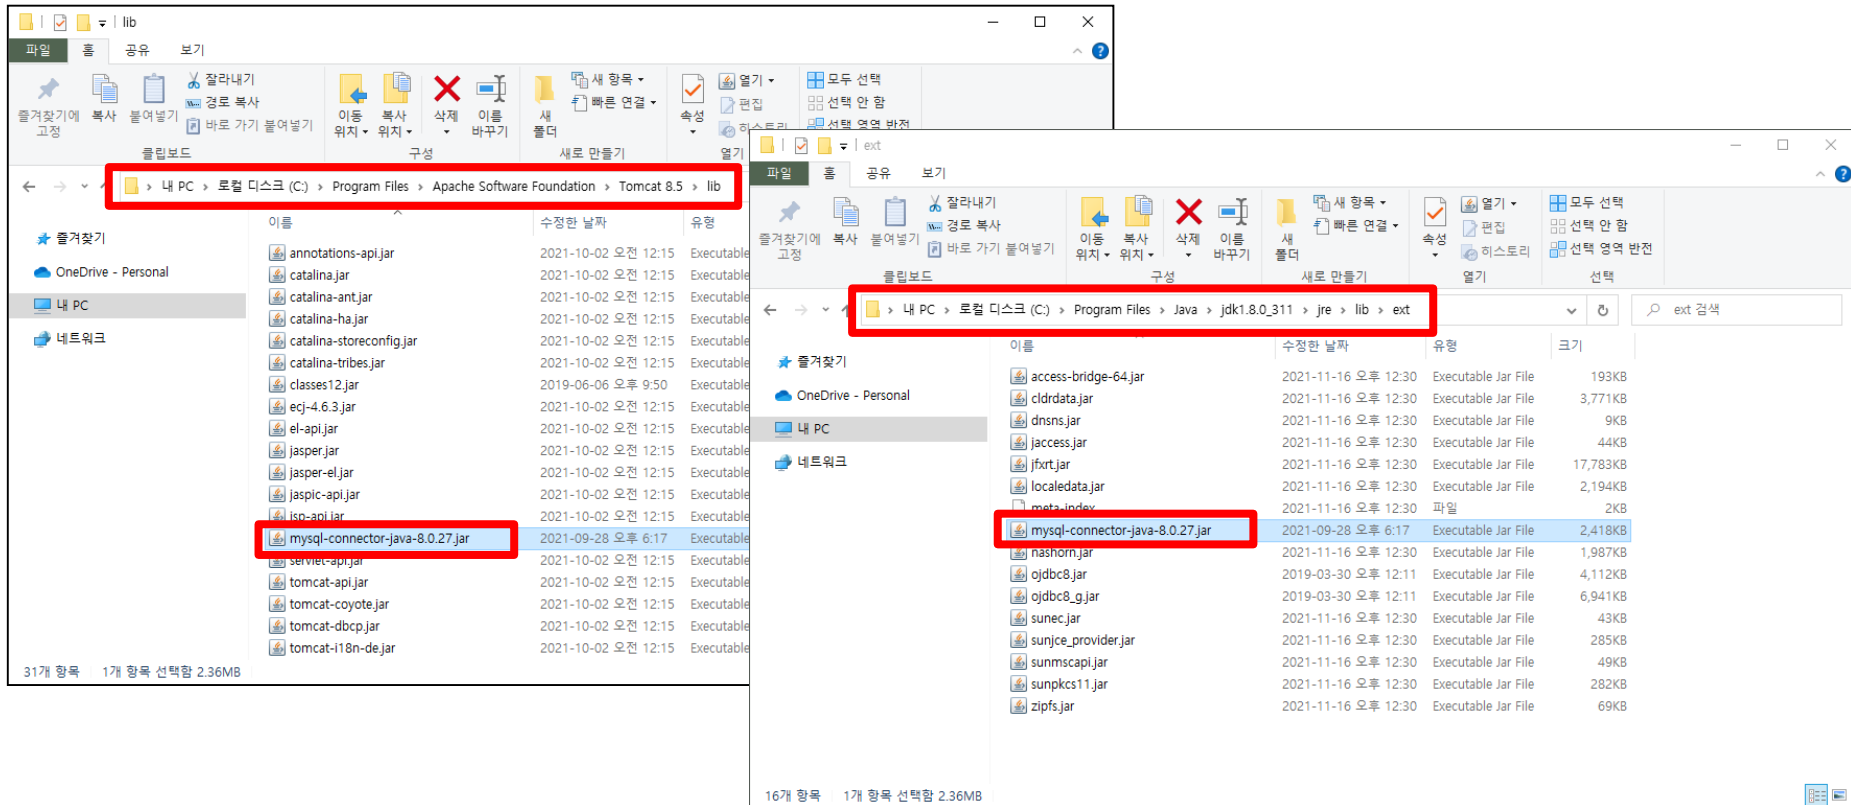 lib
파일 홈 공유 보기
즐겨찾기에 고정
복사
붙여넣기
잘라내기
경로 복사
바로 가기 붙여넣기
클립보드
이동 위치
복사 위치
삭제
이름 바꾸기
구성
새 폴더
새 항목
빠른 연결
새로 만들기
속성
열기
편집
히스토리
열기
모두 선택
선택 안 함
선택 영역 반전
내 PC > 로컬 디스크 (C:) > Program Files > Apache Software Foundation > Tomcat 8.5 > lib
즐겨찾기
OneDrive - Personal
내 PC
네트워크
이름 수정한 날짜 유형
annotations-api.jar 2021-10-02 오전 12:15 Executable
catalina.jar 2021-10-02 오전 12:15 Executable
catalina-ant.jar 2021-10-02 오전 12:15 Executable
catalina-ha.jar 2021-10-02 오전 12:15 Executable
catalina-storeconfig.jar 2021-10-02 오전 12:15 Executable
catalina-tribes.jar 2021-10-02 오전 12:15 Executable
classes12.jar 2019-06-06 오후 9:50 Executable
ecj-4.6.3.jar 2021-10-02 오전 12:15 Executable
el-api.jar 2021-10-02 오전 12:15 Executable
jasper.jar 2021-10-02 오전 12:15 Executable
jasper-el.jar 2021-10-02 오전 12:15 Executable
jaspic-api.jar 2021-10-02 오전 12:15 Executable
jsp-api.jar 2021-10-02 오전 12:15 Executable
mysql-connector-java-8.0.27.jar 2021-09-28 오후 6:17 Executable
servlet-api.jar 2021-10-02 오전 12:15 Executable
tomcat-api.jar 2021-10-02 오전 12:15 Executable
tomcat-coyote.jar 2021-10-02 오전 12:15 Executable
tomcat-dbcp.jar 2021-10-02 오전 12:15 Executable
tomcat-i18n-de.jar 2021-10-02 오전 12:15 Executable
31개 항목 1개 항목 선택함 2.36MB
ext
파일 홈 공유 보기
즐겨찾기에 고정
복사
붙여넣기
잘라내기
경로 복사
바로 가기 붙여넣기
클립보드
이동 위치
복사 위치
삭제
이름 바꾸기
구성
새 폴더
새 항목
빠른 연결
새로 만들기
속성
열기
편집
히스토리
열기
모두 선택
선택 안 함
선택 영역 반전
선택
내 PC > 로컬 디스크 (C:) > Program Files > Java > jdk1.8.0_311 > jre > lib > ext
ext 검색
즐겨찾기
OneDrive - Personal
내 PC
네트워크
이름 수정한 날짜 유형 크기
access-bridge-64.jar 2021-11-16 오후 12:30 Executable Jar File 193KB
cldrdata.jar 2021-11-16 오후 12:30 Executable Jar File 3,771KB
dnsns.jar 2021-11-16 오후 12:30 Executable Jar File 9KB
jaccess.jar 2021-11-16 오후 12:30 Executable Jar File 44KB
jfxrt.jar 2021-11-16 오후 12:30 Executable Jar File 17,783KB
localedata.jar 2021-11-16 오후 12:30 Executable Jar File 2,194KB
meta-index 2021-11-16 오후 12:30 파일 2KB
mysql-connector-java-8.0.27.jar 2021-09-28 오후 6:17 Executable Jar File 2,418KB
nashorn.jar 2021-11-16 오후 12:30 Executable Jar File 1,987KB
ojdbc8.jar 2019-03-30 오후 12:11 Executable Jar File 4,112KB
ojdbc8_g.jar 2019-03-30 오후 12:11 Executable Jar File 6,941KB
sunec.jar 2021-11-16 오후 12:30 Executable Jar File 43KB
sunjce_provider.jar 2021-11-16 오후 12:30 Executable Jar File 285KB
sunmscapi.jar 2021-11-16 오후 12:30 Executable Jar File 49KB
sunpkcs11.jar 2021-11-16 오후 12:30 Executable Jar File 282KB
zipfs.jar 2021-11-16 오후 12:30 Executable Jar File 69KB
16개 항목 1개 항목 선택함 2.36MB